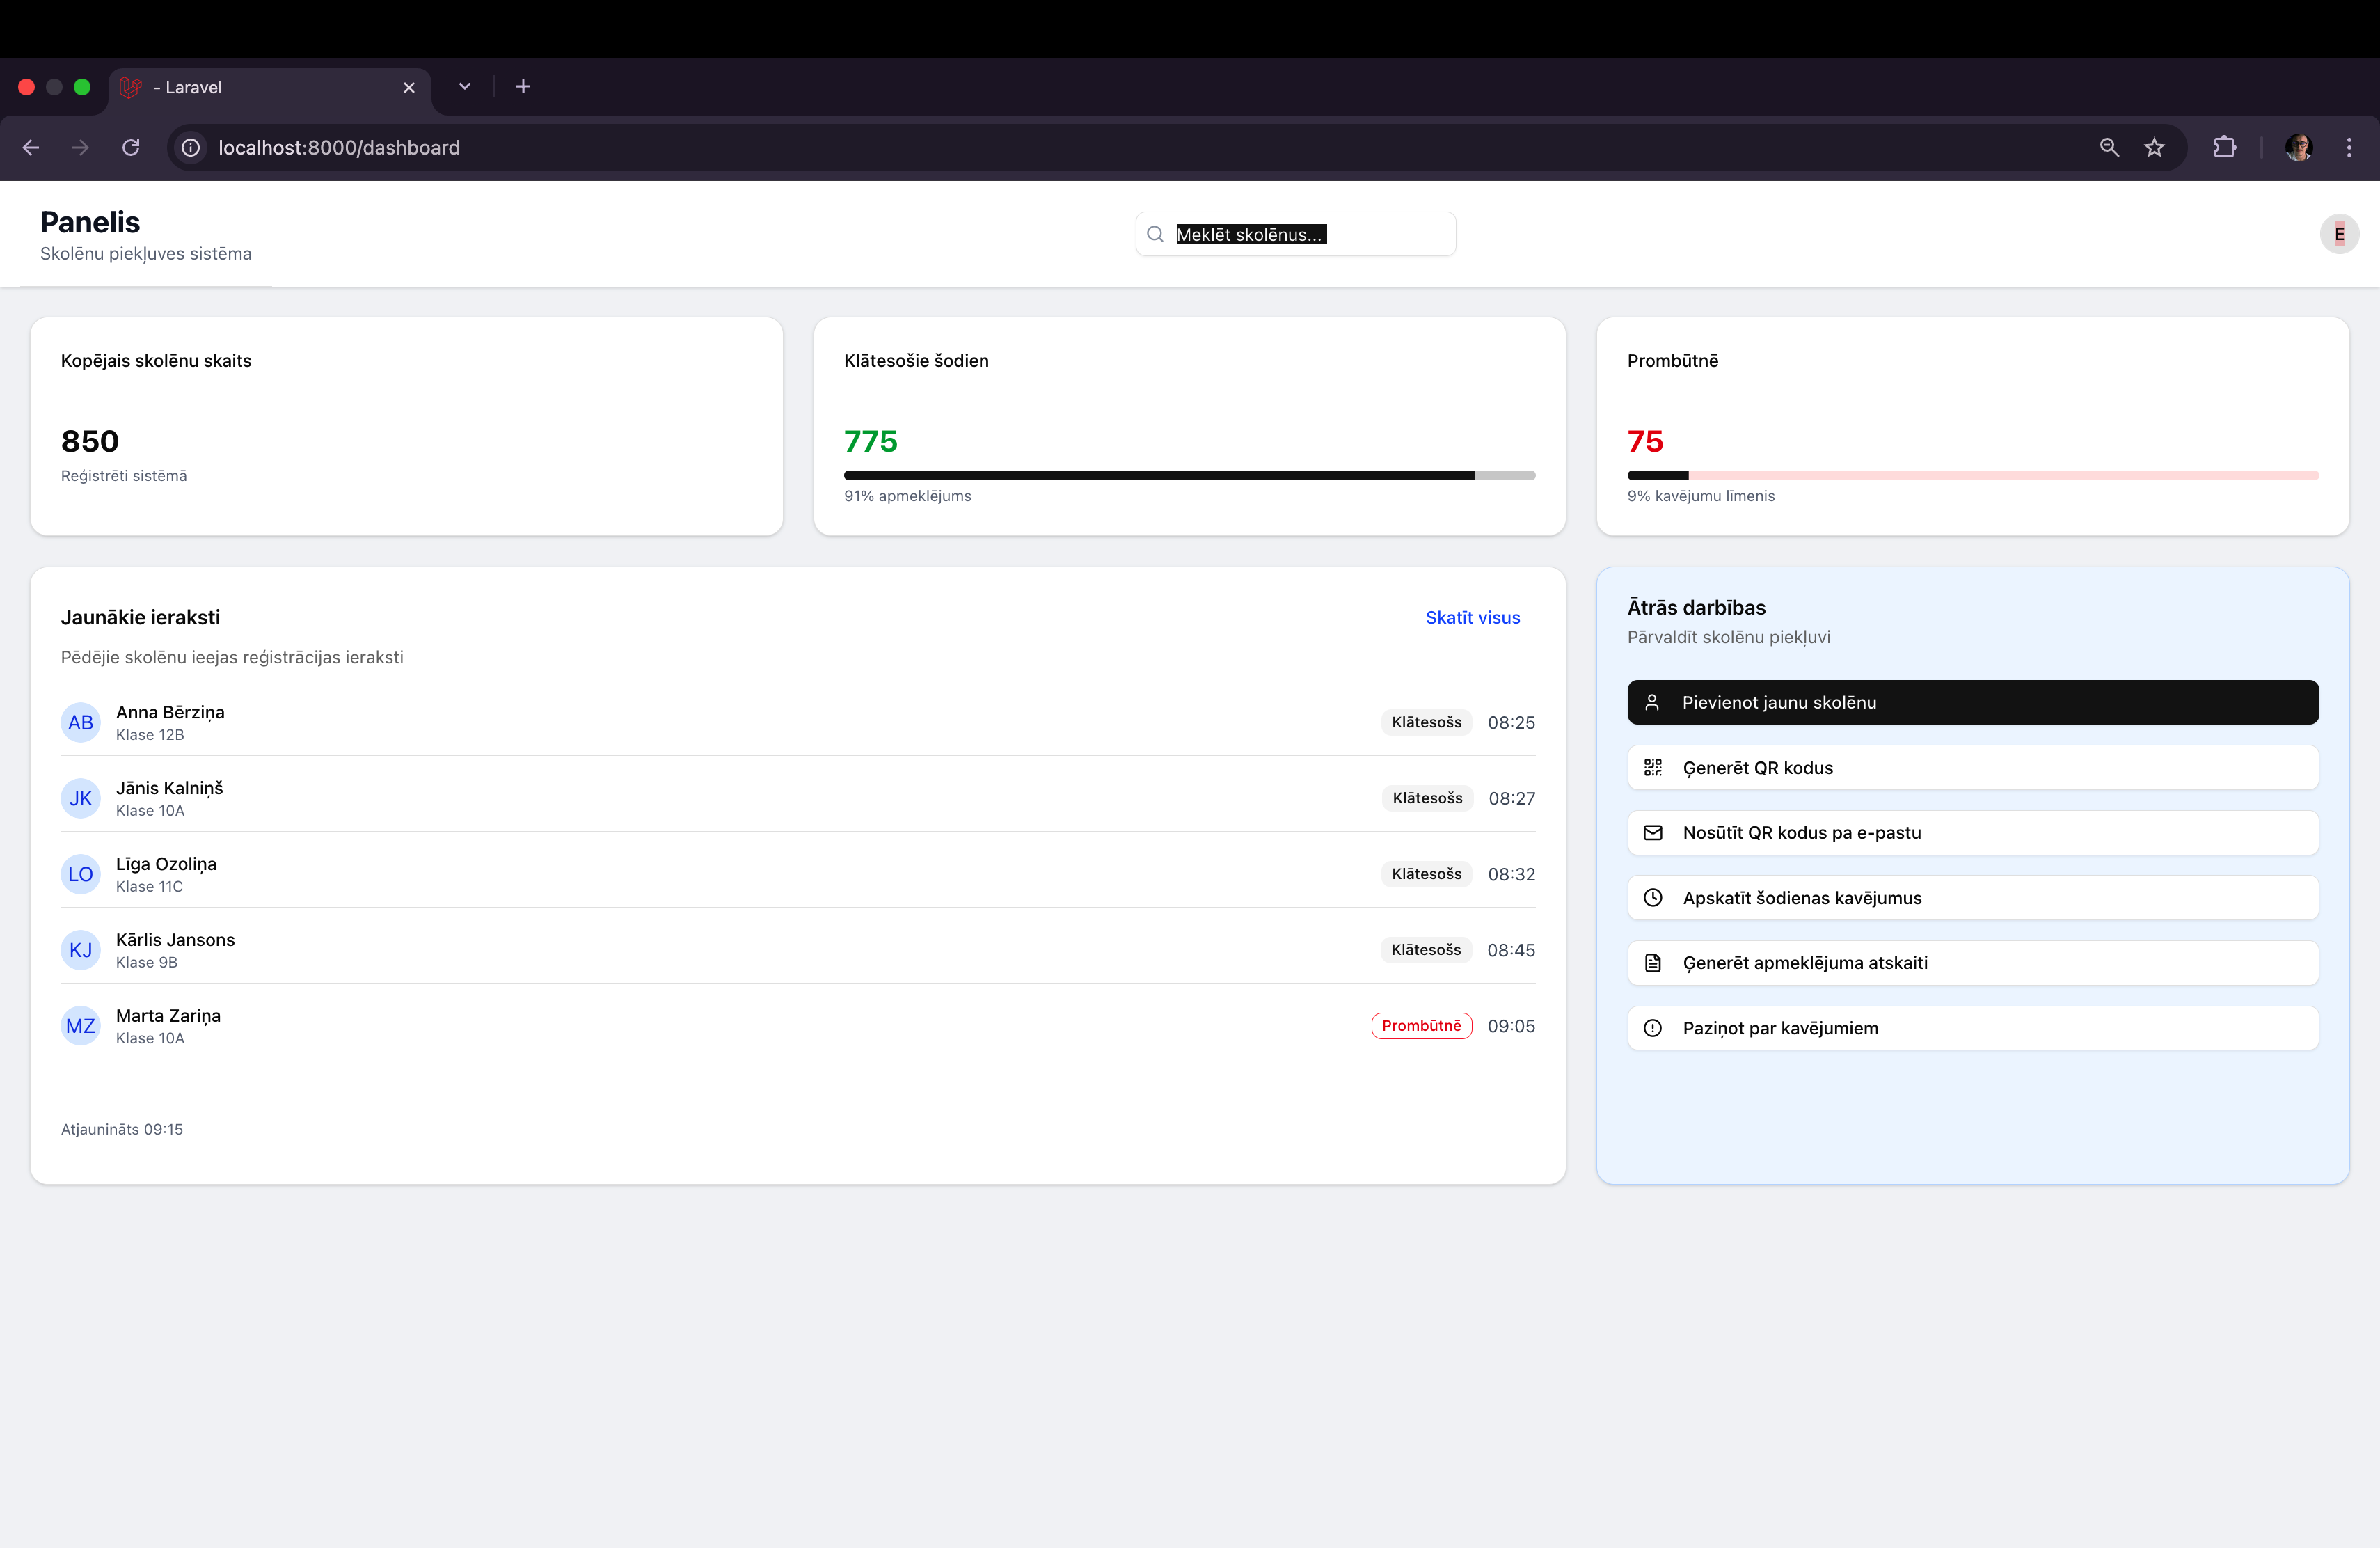 - Laravel
localhost:8000/dashboard
Panelis
Skolēnu piekļuves sistēma
Meklēt skolēnus...
E
Kopējais skolēnu skaits
850
Reģistrēti sistēmā
Klātesošie šodien
775
91% apmeklējums
Prombūtnē
75
9% kavējumu līmenis
Jaunākie ieraksti
Skatīt visus
Pēdējie skolēnu ieejas reģistrācijas ieraksti
AB
Anna Bērziņa
Klase 12B
Klātesošs
08:25
JK
Jānis Kalniņš
Klase 10A
Klātesošs
08:27
LO
Līga Ozoliņa
Klase 11C
Klātesošs
08:32
KJ
Kārlis Jansons
Klase 9B
Klātesošs
08:45
MZ
Marta Zariņa
Klase 10A
Prombūtnē
09:05
Atjaunināts 09:15
Ātrās darbības
Pārvaldīt skolēnu piekļuvi
Pievienot jaunu skolēnu
Ģenerēt QR kodus
Nosūtīt QR kodus pa e-pastu
Apskatīt šodienas kavējumus
Ģenerēt apmeklējuma atskaiti
Paziņot par kavējumiem